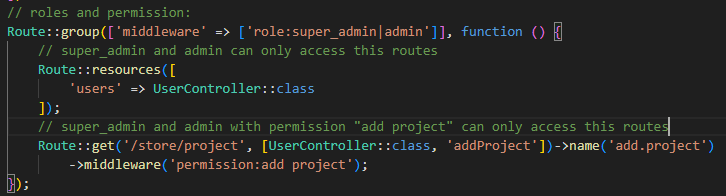 // roles and permission:
Route::group(['middleware' => ['role:super_admin|admin']], function () {
    // super_admin and admin can only access this routes
    Route::resources([
        'users' => UserController::class
    ]);
    // super_admin and admin with permission "add project" can only access this routes
    Route::get('/store/project', [UserController::class, 'addProject'])->name('add.project')
        ->middleware('permission:add project');
});